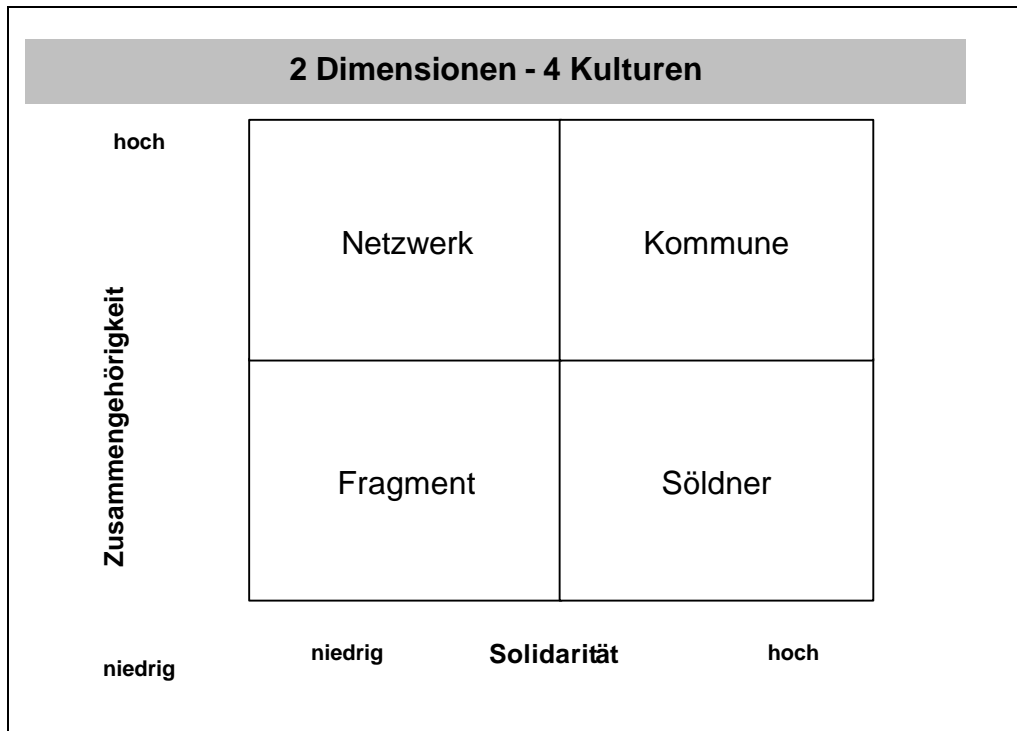 2 Dimensionen - 4 Kulturen
hoch
Netzwerk Kommune
Zusammengehörigkeit
Fragment Söldner
niedrig Solidarität hoch
niedrig